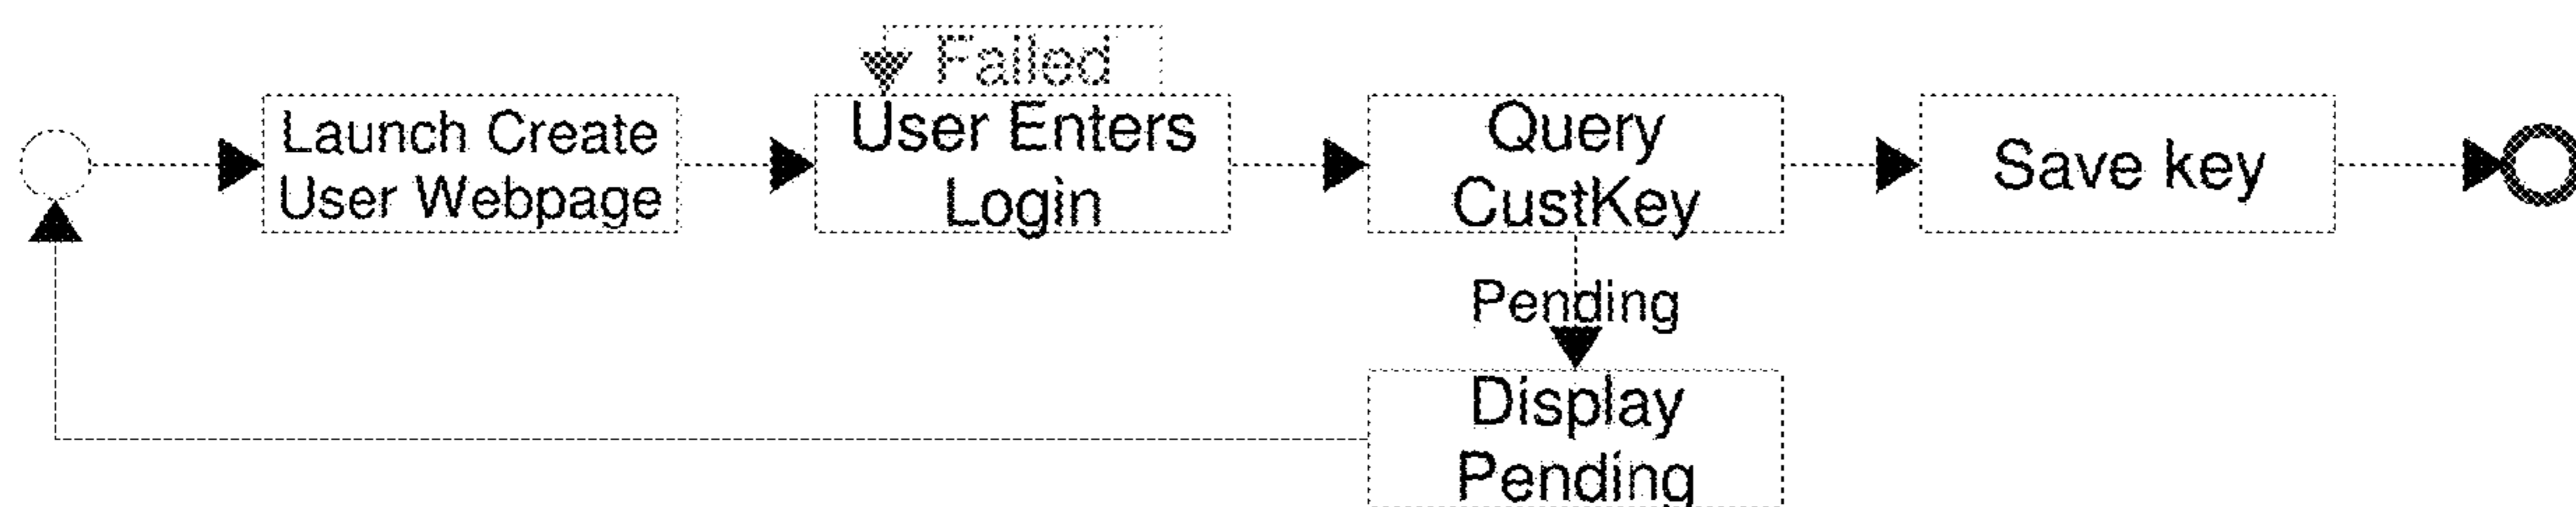 Failed
Launch Create
User Webpage
User Enters
Login
Query
CustKey
Save key
Pending
Display
Pending